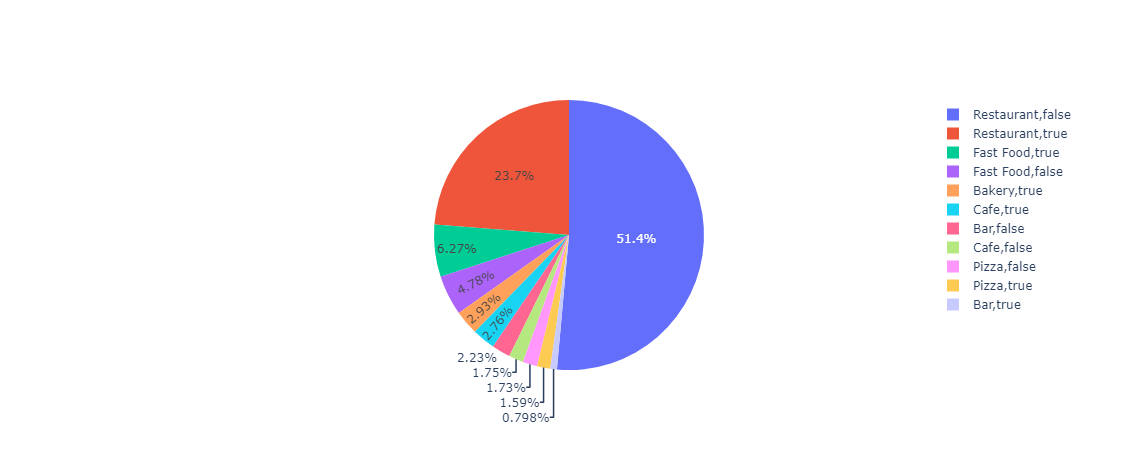 51.4%
23.7%
6.27%
4.78%
2.93%
2.76%
2.23%
1.75%
1.73%
1.59%
0.798%
Restaurant,false
Restaurant,true
Fast Food,true
Fast Food,false
Bakery,true
Cafe,true
Bar,false
Cafe,false
Pizza,false
Pizza,true
Bar,true